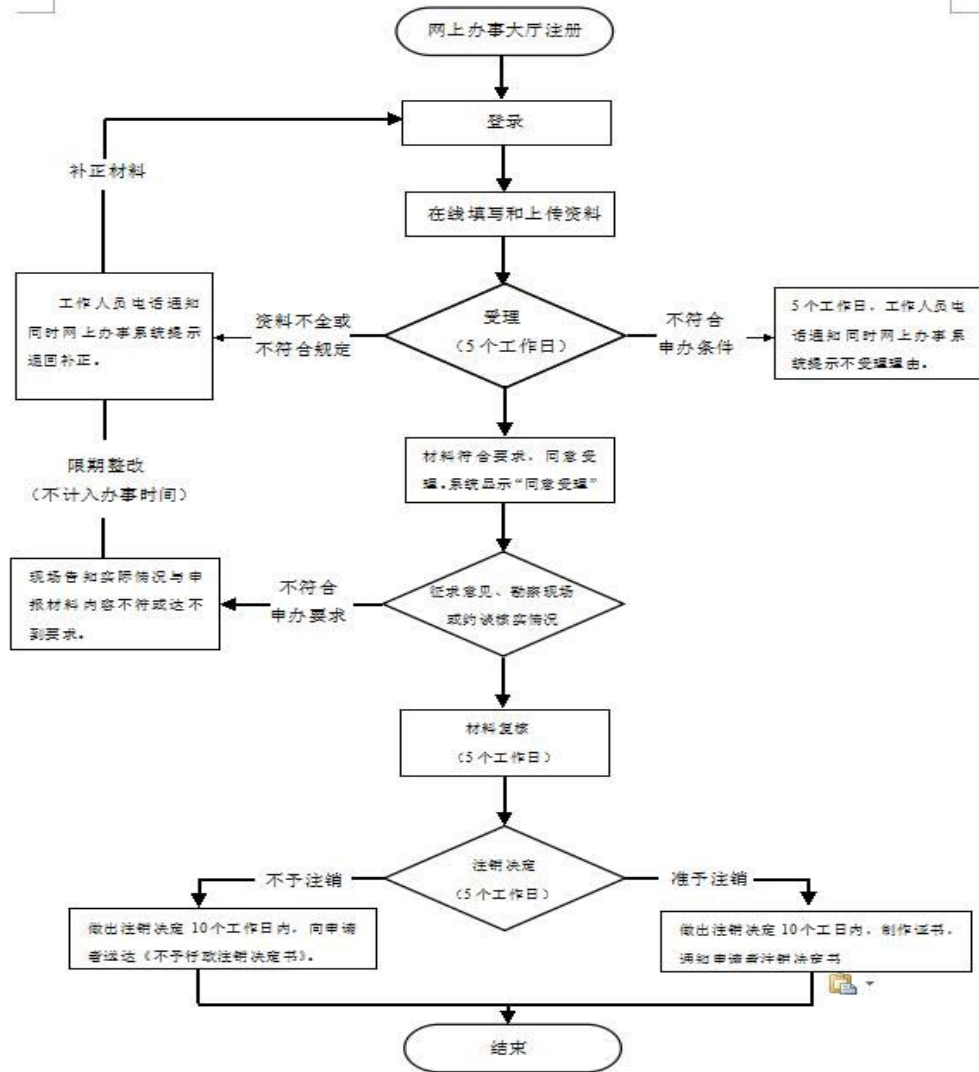 网上办事大厅注册
登录
补正材料
在线填写和上传资料
工作人员电话通知
同时网上办事系统提示
退回补正。
资料不全或
不符合规定
受理
（5个工作日）
不符合
申办条件
5个工作日，工作人员电
话通知同时网上办事系
统提示不受理理由。
材料符合要求，同意受
理。系统显示“同意受理”
限期整改
（不计入办事时间）
现场告知实际情况与申
报材料内容不符或达不
到要求。
不符合
申办要求
征求意见、勘察现场
或约谈核实情况
材料复核
（5个工作日）
注销决定
（5个工作日）
不予注销
准予注销
做出注销决定10个工作日内，向申请
者送达《不予行政注销决定书》。
做出注销决定10个工日内，制作证书，
通知申请者注销决定书
结束